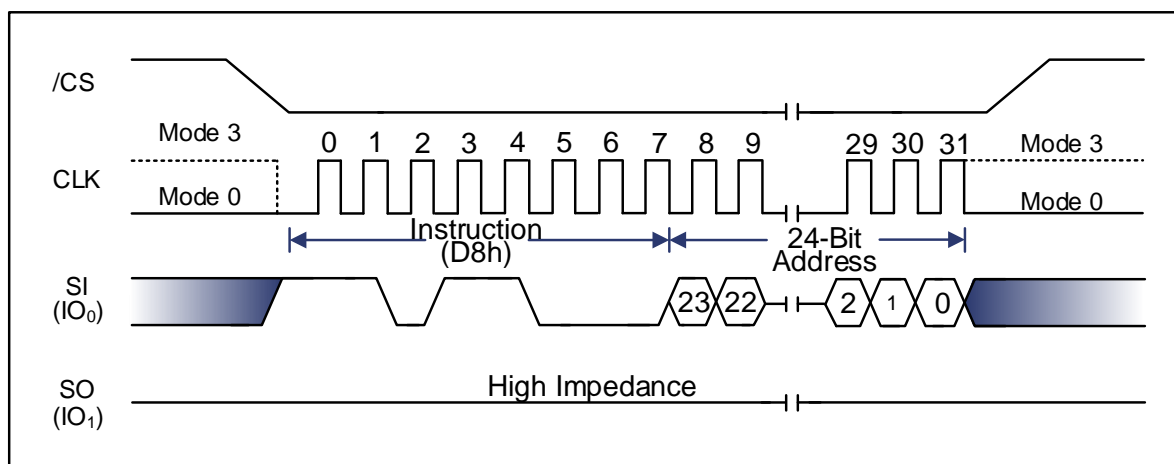 /CS
Mode 3
0 1 2 3 4 5 6 7 8 9 29 30 31
Mode 3
CLK
Mode 0
Mode 0
Instruction
(D8h)
24-Bit
Address
SI
(IO0)
23 22 2 1 0
SO
(IO1)
High Impedance